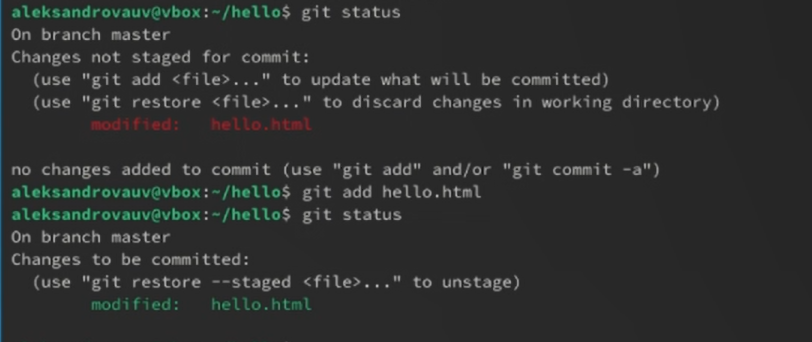 aleksandrovauv@vbox:~/hello$ git status
On branch master
Changes not staged for commit:
  (use "git add <file>..." to update what will be committed)
  (use "git restore <file>..." to discard changes in working directory)
        modified:   hello.html

no changes added to commit (use "git add" and/or "git commit -a")
aleksandrovauv@vbox:~/hello$ git add hello.html
aleksandrovauv@vbox:~/hello$ git status
On branch master
Changes to be committed:
  (use "git restore --staged <file>..." to unstage)
        modified:   hello.html